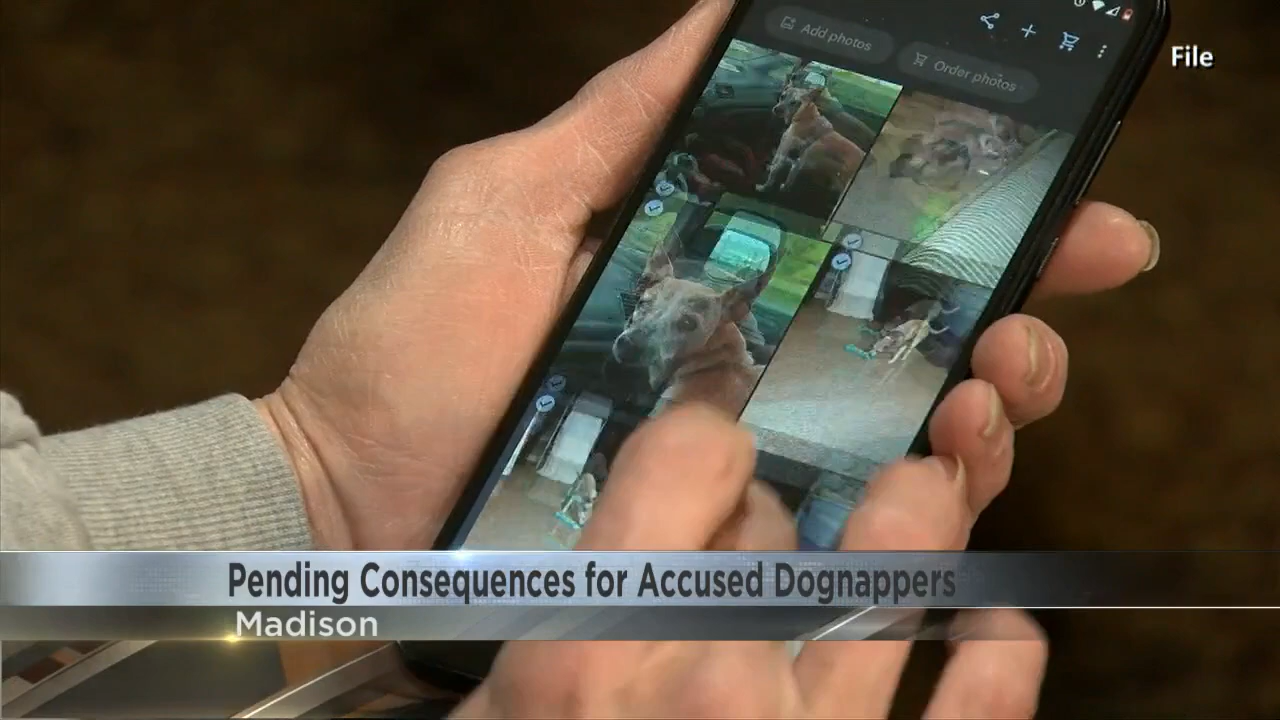 File
Add photos
Order photos
Pending Consequences for Accused Dognappers
Madison